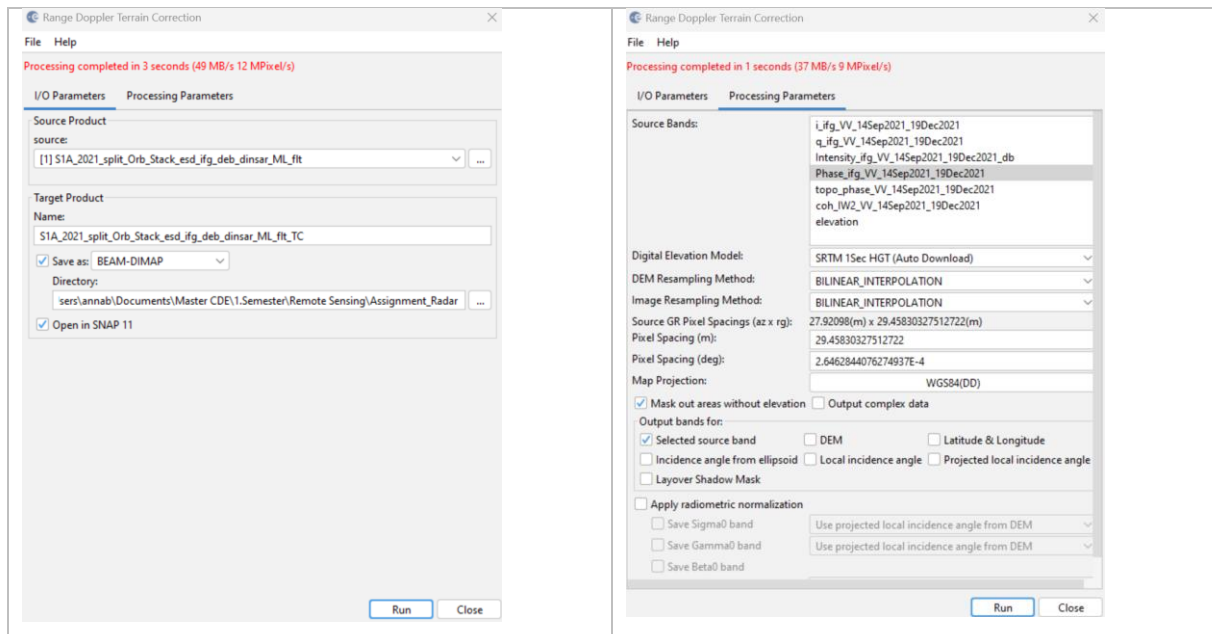 Range Doppler Terrain Correction
File Help
Processing completed in 3 seconds (49 MB/s 12 MPixel/s)
I/O Parameters Processing Parameters
Source Product
source:
[1] S1A_2021_split_Orb_Stack_esd_ifg_deb_dinsar_ML_flt
...
Target Product
Name:
S1A_2021_split_Orb_Stack_esd_ifg_deb_dinsar_ML_flt_TC
Save as: BEAM-DIMAP
Directory:
sers\annab\Documents\Master CDE\1.Semester\Remote Sensing\Assignment_Radar
...
Open in SNAP 11
Run Close
Range Doppler Terrain Correction
File Help
Processing completed in 1 seconds (37 MB/s 9 MPixel/s)
I/O Parameters Processing Parameters
Source Bands:
i_ifg_VV_14Sep2021_19Dec2021
q_ifg_VV_14Sep2021_19Dec2021
Intensity_ifg_VV_14Sep2021_19Dec2021_db
Phase_ifg_VV_14Sep2021_19Dec2021
topo_phase_VV_14Sep2021_19Dec2021
coh_IW2_VV_14Sep2021_19Dec2021
elevation
Digital Elevation Model: SRTM 1Sec HGT (Auto Download)
DEM Resampling Method: BILINEAR_INTERPOLATION
Image Resampling Method: BILINEAR_INTERPOLATION
Source GR Pixel Spacings (az x rg): 27.92098(m) x 29.45830327512722(m)
Pixel Spacing (m): 29.45830327512722
Pixel Spacing (deg): 2.6462844076274937E-4
Map Projection: WGS84(DD)
Mask out areas without elevation Output complex data
Output bands for:
Selected source band DEM Latitude & Longitude
Incidence angle from ellipsoid Local incidence angle Projected local incidence angle
Layover Shadow Mask
Apply radiometric normalization
Save Sigma0 band Use projected local incidence angle from DEM
Save Gamma0 band Use projected local incidence angle from DEM
Save Beta0 band
Run Close